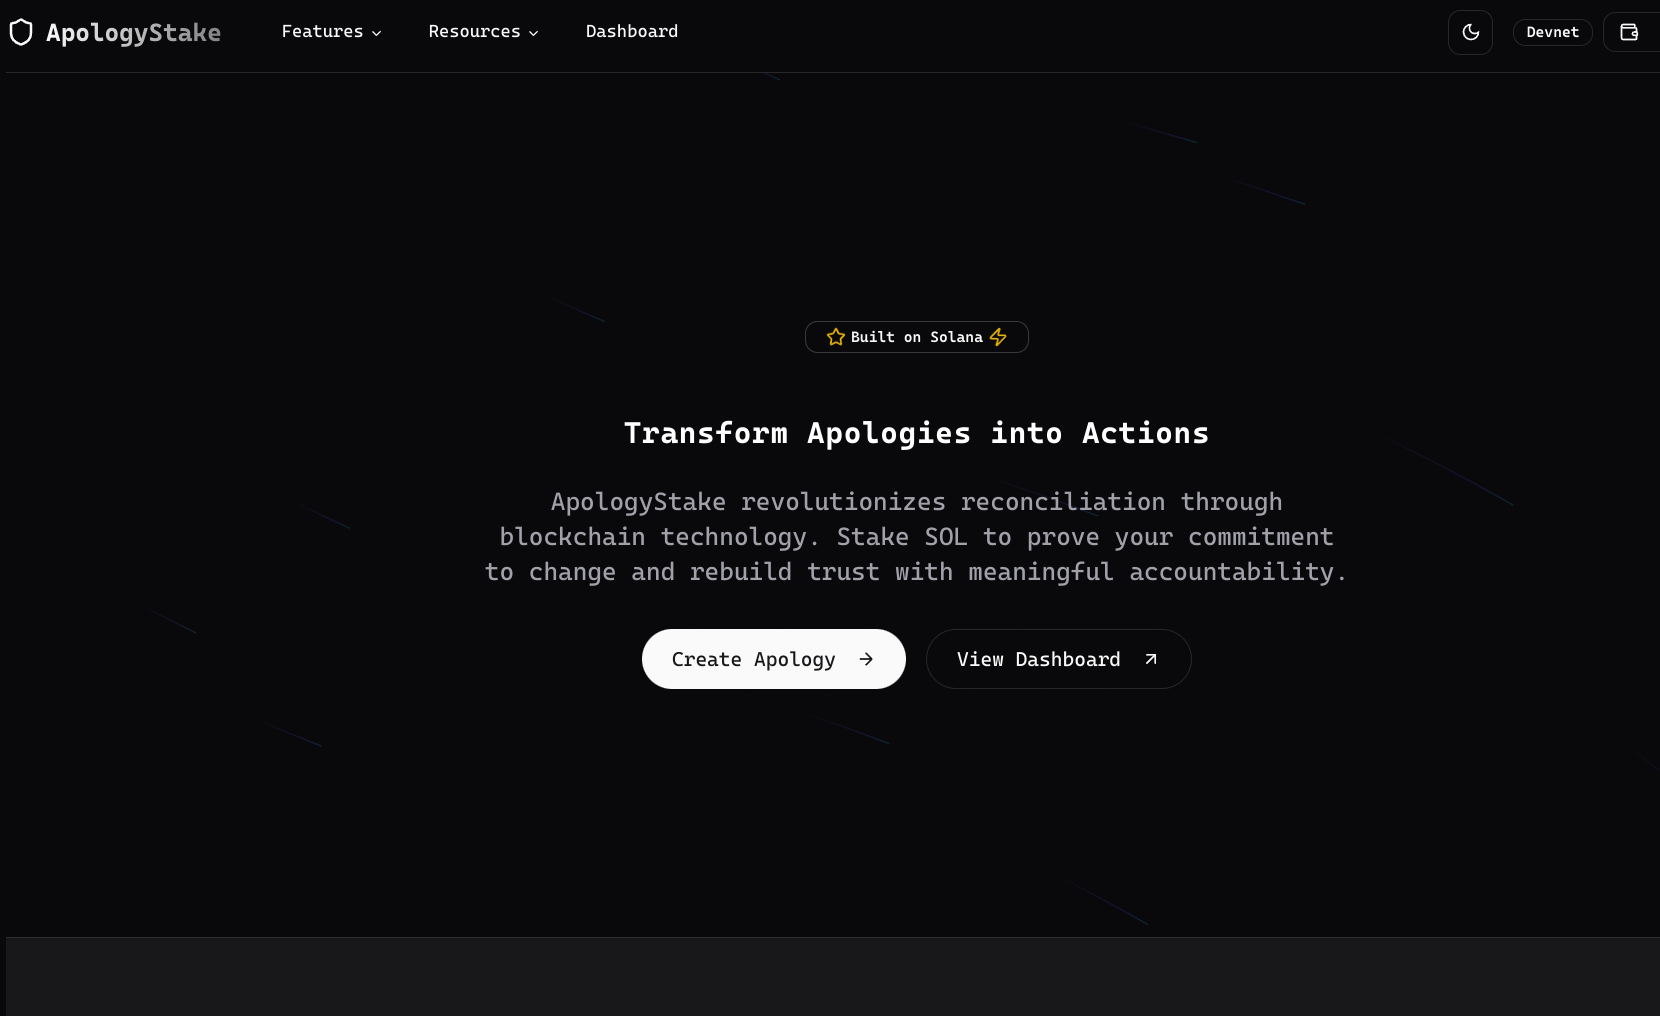 ApologyStake
Features
Resources
Dashboard
Devnet
Built on Solana
Transform Apologies into Actions
ApologyStake revolutionizes reconciliation through
blockchain technology. Stake SOL to prove your commitment
to change and rebuild trust with meaningful accountability.
Create Apology
View Dashboard